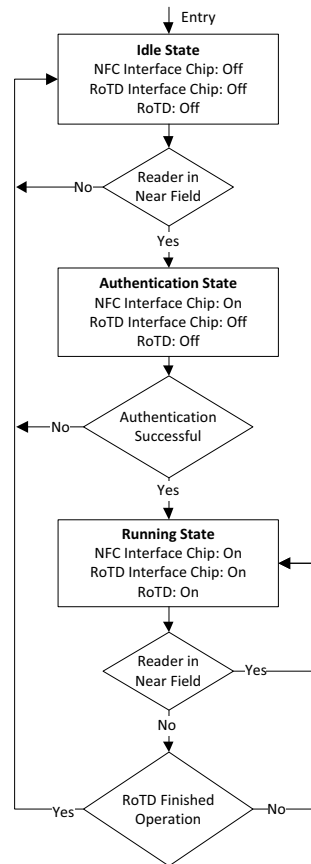 Entry
Idle State
NFC Interface Chip: Off
RoTD Interface Chip: Off
RoTD: Off
Reader in
Near Field
No
Yes
Authentication State
NFC Interface Chip: On
RoTD Interface Chip: Off
RoTD: Off
Authentication
Successful
No
Yes
Running State
NFC Interface Chip: On
RoTD Interface Chip: On
RoTD: On
Reader in
Near Field
Yes
No
RoTD Finished
Operation
Yes
No